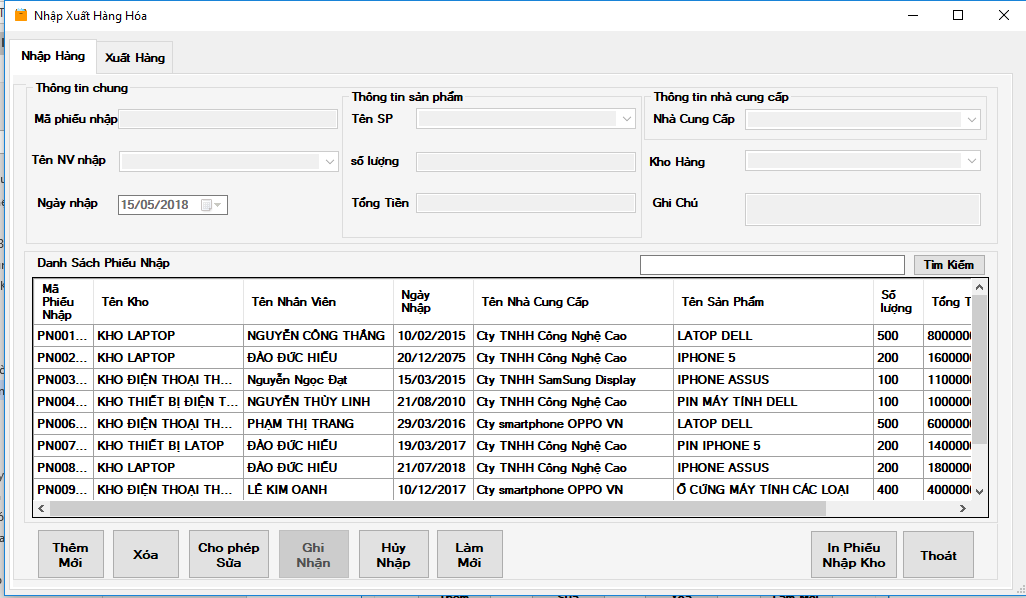 Nhập Xuất Hàng Hóa
Nhập Hàng
Xuất Hàng
Thông tin chung
Mã phiếu nhập
Tên NV nhập
Ngày nhập
15/05/2018
Thông tin sản phẩm
Tên SP
số lượng
Tổng Tiền
Thông tin nhà cung cấp
Nhà Cung Cấp
Kho Hàng
Ghi Chú
Danh Sách Phiếu Nhập
Tìm Kiếm
Mã Phiếu Nhập Tên Kho Tên Nhân Viên Ngày Nhập Tên Nhà Cung Cấp Tên Sản Phẩm Số lượng Tổng T
PN001... KHO LAPTOP NGUYỄN CÔNG THẮNG 10/02/2015 Cty TNHH Công Nghệ Cao LATOP DELL 500 800000
PN002... KHO LAPTOP ĐÀO ĐỨC HIẾU 20/12/2075 Cty TNHH Công Nghệ Cao IPHONE 5 200 160000
PN003... KHO ĐIỆN THOẠI TH... Nguyễn Ngọc Đạt 15/03/2015 Cty TNHH SamSung Display IPHONE ASSUS 100 110000
PN004... KHO THIẾT BỊ ĐIỆN T... NGUYỄN THÙY LINH 21/08/2010 Cty TNHH Công Nghệ Cao PIN MÁY TÍNH DELL 100 100000
PN006... KHO ĐIỆN THOẠI TH... PHẠM THỊ TRANG 29/03/2016 Cty smartphone OPPO VN LATOP DELL 500 600000
PN007... KHO THIẾT BỊ LATOP ĐÀO ĐỨC HIẾU 19/03/2017 Cty TNHH Công Nghệ Cao PIN IPHONE 5 200 140000
PN008... KHO LAPTOP ĐÀO ĐỨC HIẾU 21/07/2018 Cty TNHH Công Nghệ Cao IPHONE ASSUS 200 180000
PN009... KHO ĐIỆN THOẠI TH... LÊ KIM OANH 10/12/2017 Cty smartphone OPPO VN Ổ CỨNG MÁY TÍNH CÁC LOẠI 400 400000
Thêm
Mới
Xóa
Cho phép
Sửa
Ghi
Nhận
Hủy
Nhập
Làm
Mới
In Phiếu
Nhập Kho
Thoát